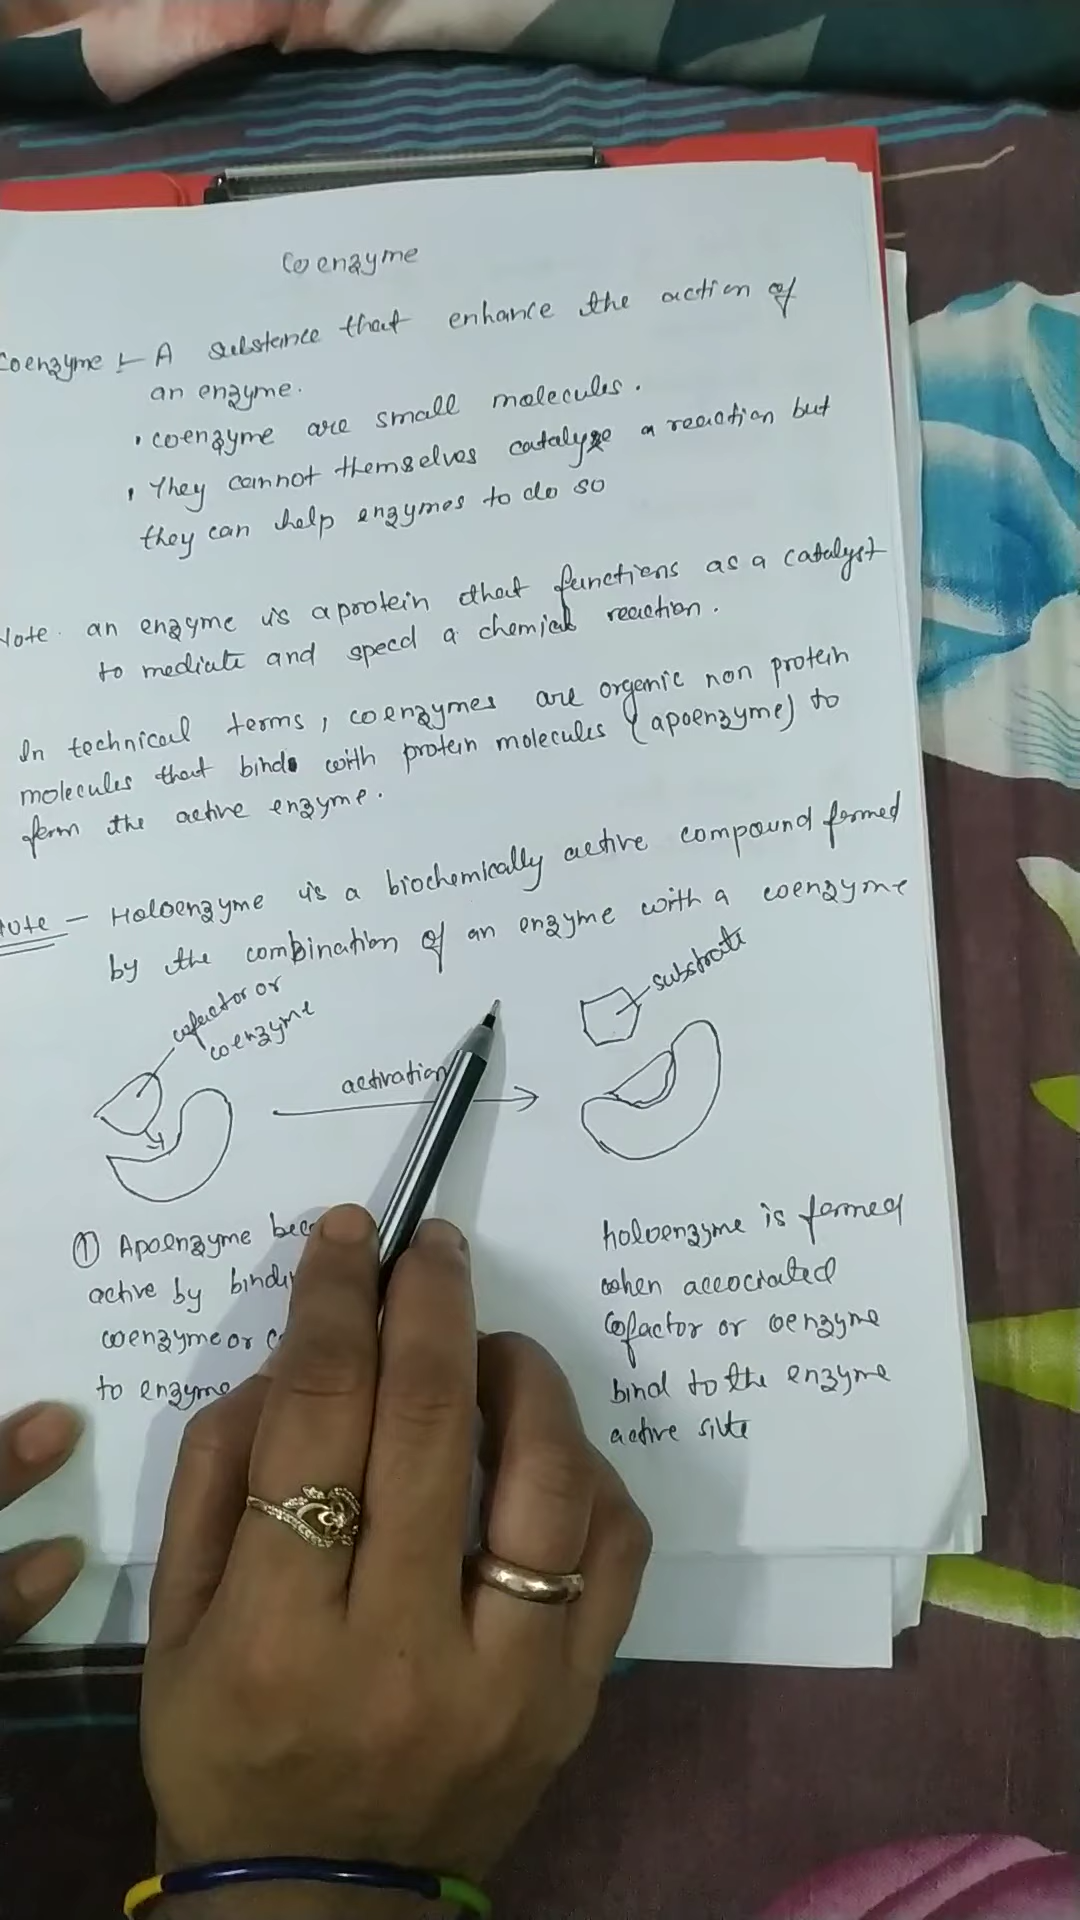 Coenzyme
Coenzyme :- A substance that enhance the action of
an enzyme.
• Coenzyme are small molecules.
• They cannot themselves catalyze a reaction but
they can help enzymes to do so
Note. an enzyme is a protein that functions as a catalyst
to mediate and speed a chemical reaction.
In technical terms, coenzymes are orgenic non protein
molecules that bind with protein molecules (apoenzyme) to
form the active enzyme.
Note - Holoenzyme is a biochemically active compound formed
by the combination of an enzyme with a coenzyme
cofactor or
coenzyme
substrate
activation
① Apoenzyme
active by
coenzyme or
to enzyme
holoenzyme is formed
when accociated
Cofactor or oenzyme
bind to the enzyme
active site